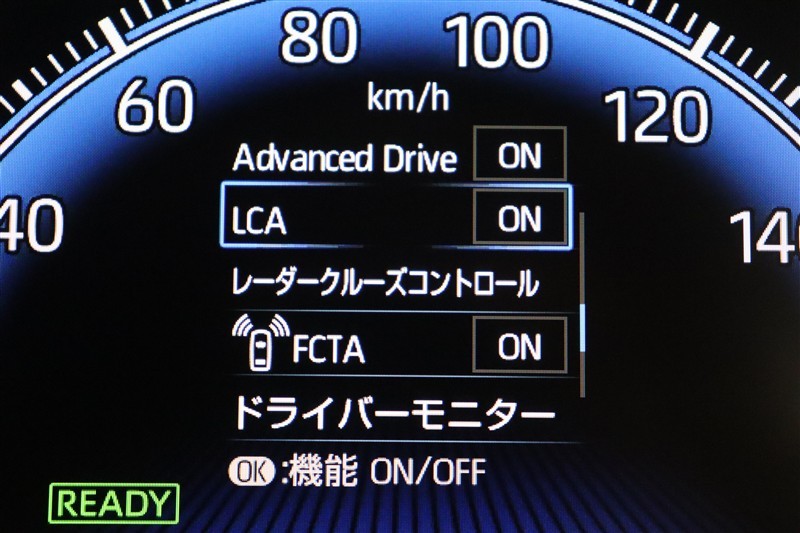 80 100
60 120
km/h
Advanced Drive ON
LCA ON
40 140
レーダークルーズコントロール
FCTA ON
ドライバーモニター
OK :機能 ON/OFF
READY